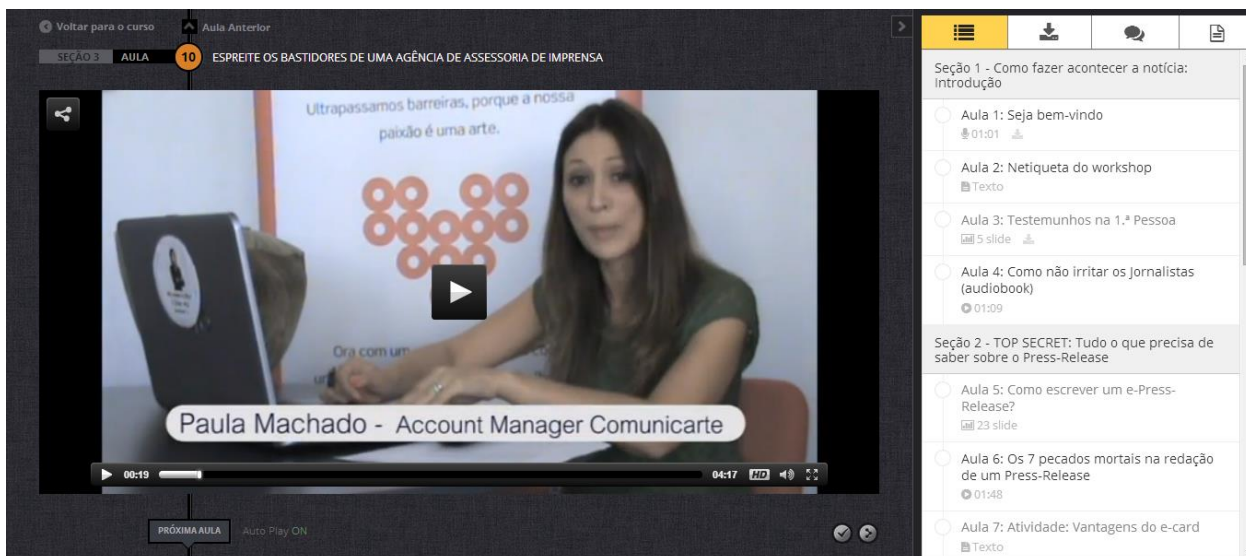 Voltar para o curso
Aula Anterior
SEÇÃO 3 AULA 10 ESPREITE OS BASTIDORES DE UMA AGÊNCIA DE ASSESSORIA DE IMPRENSA
Ultrapassamos barreiras, porque a nossa
paixão é uma arte.
Ora com um
Paula Machado - Account Manager Comunicarte
00:19
04:17 HD
PRÓXIMA AULA
Auto Play ON
Seção 1 - Como fazer acontecer a notícia:
Introdução
Aula 1: Seja bem-vindo
01:01
Aula 2: Netiqueta do workshop
Texto
Aula 3: Testemunhos na 1.ª Pessoa
5 slide
Aula 4: Como não irritar os Jornalistas
(audiobook)
01:09
Seção 2 - TOP SECRET: Tudo o que precisa de
saber sobre o Press-Release
Aula 5: Como escrever um e-Press-
Release?
23 slide
Aula 6: Os 7 pecados mortais na redação
de um Press-Release
01:48
Aula 7: Atividade: Vantagens do e-card
Texto